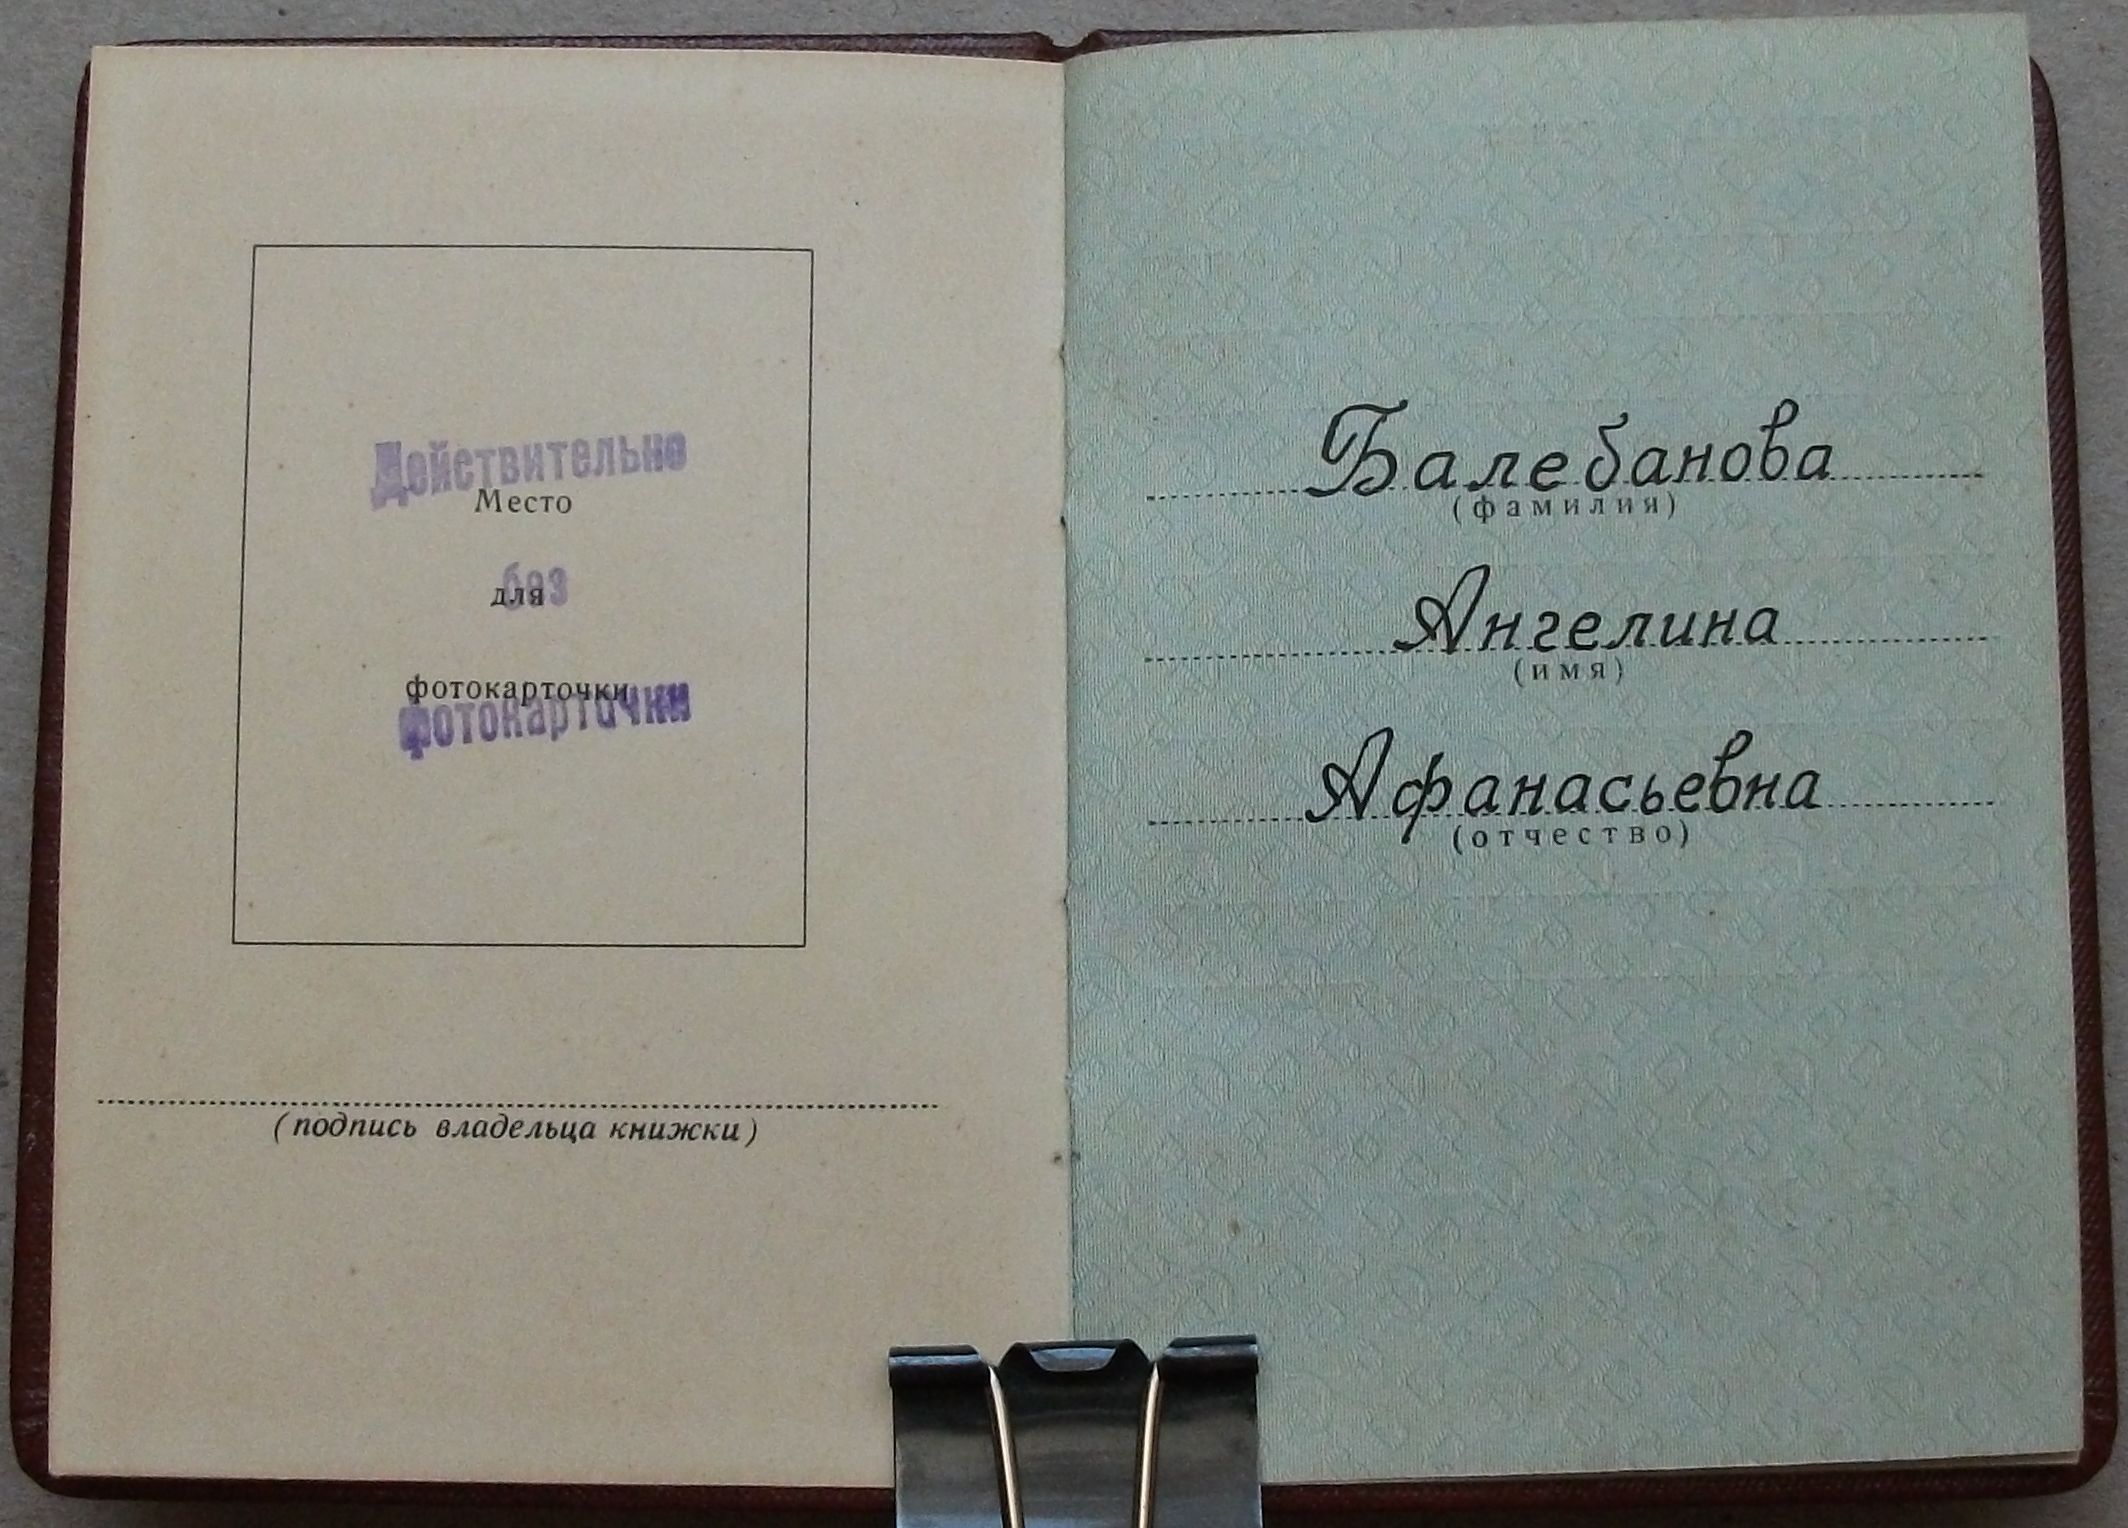 Действительно
Место
без
для
фотокарточки
фотокарточки
(подпись владельца книжки)
Балебанова
(фамилия)
Ангелина
(имя)
Афанасьевна
(отчество)